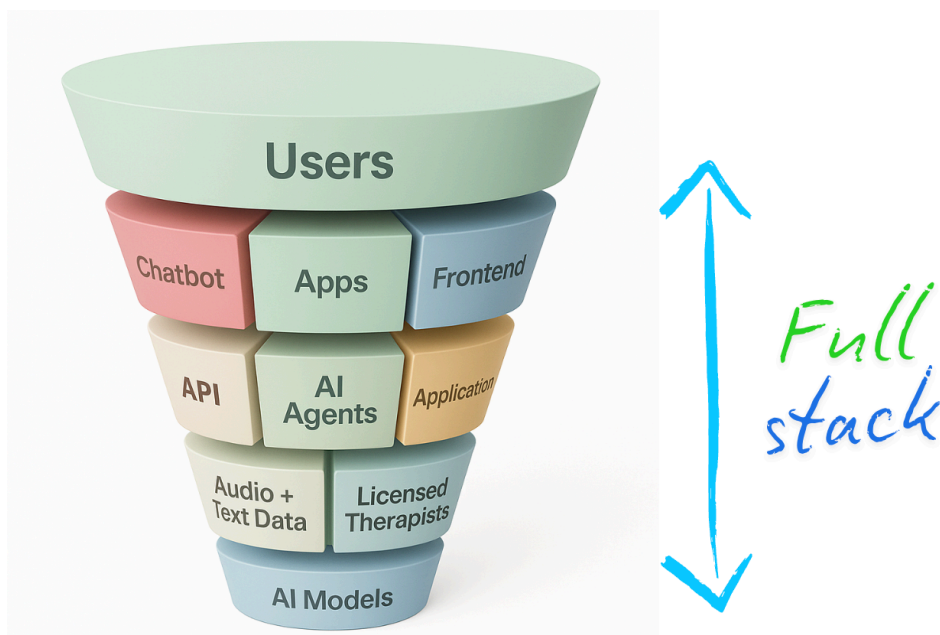 Users
Chatbot
Apps
Frontend
API
AI
Agents
Application
Audio +
Text Data
Licensed
Therapists
AI Models
Full
stack